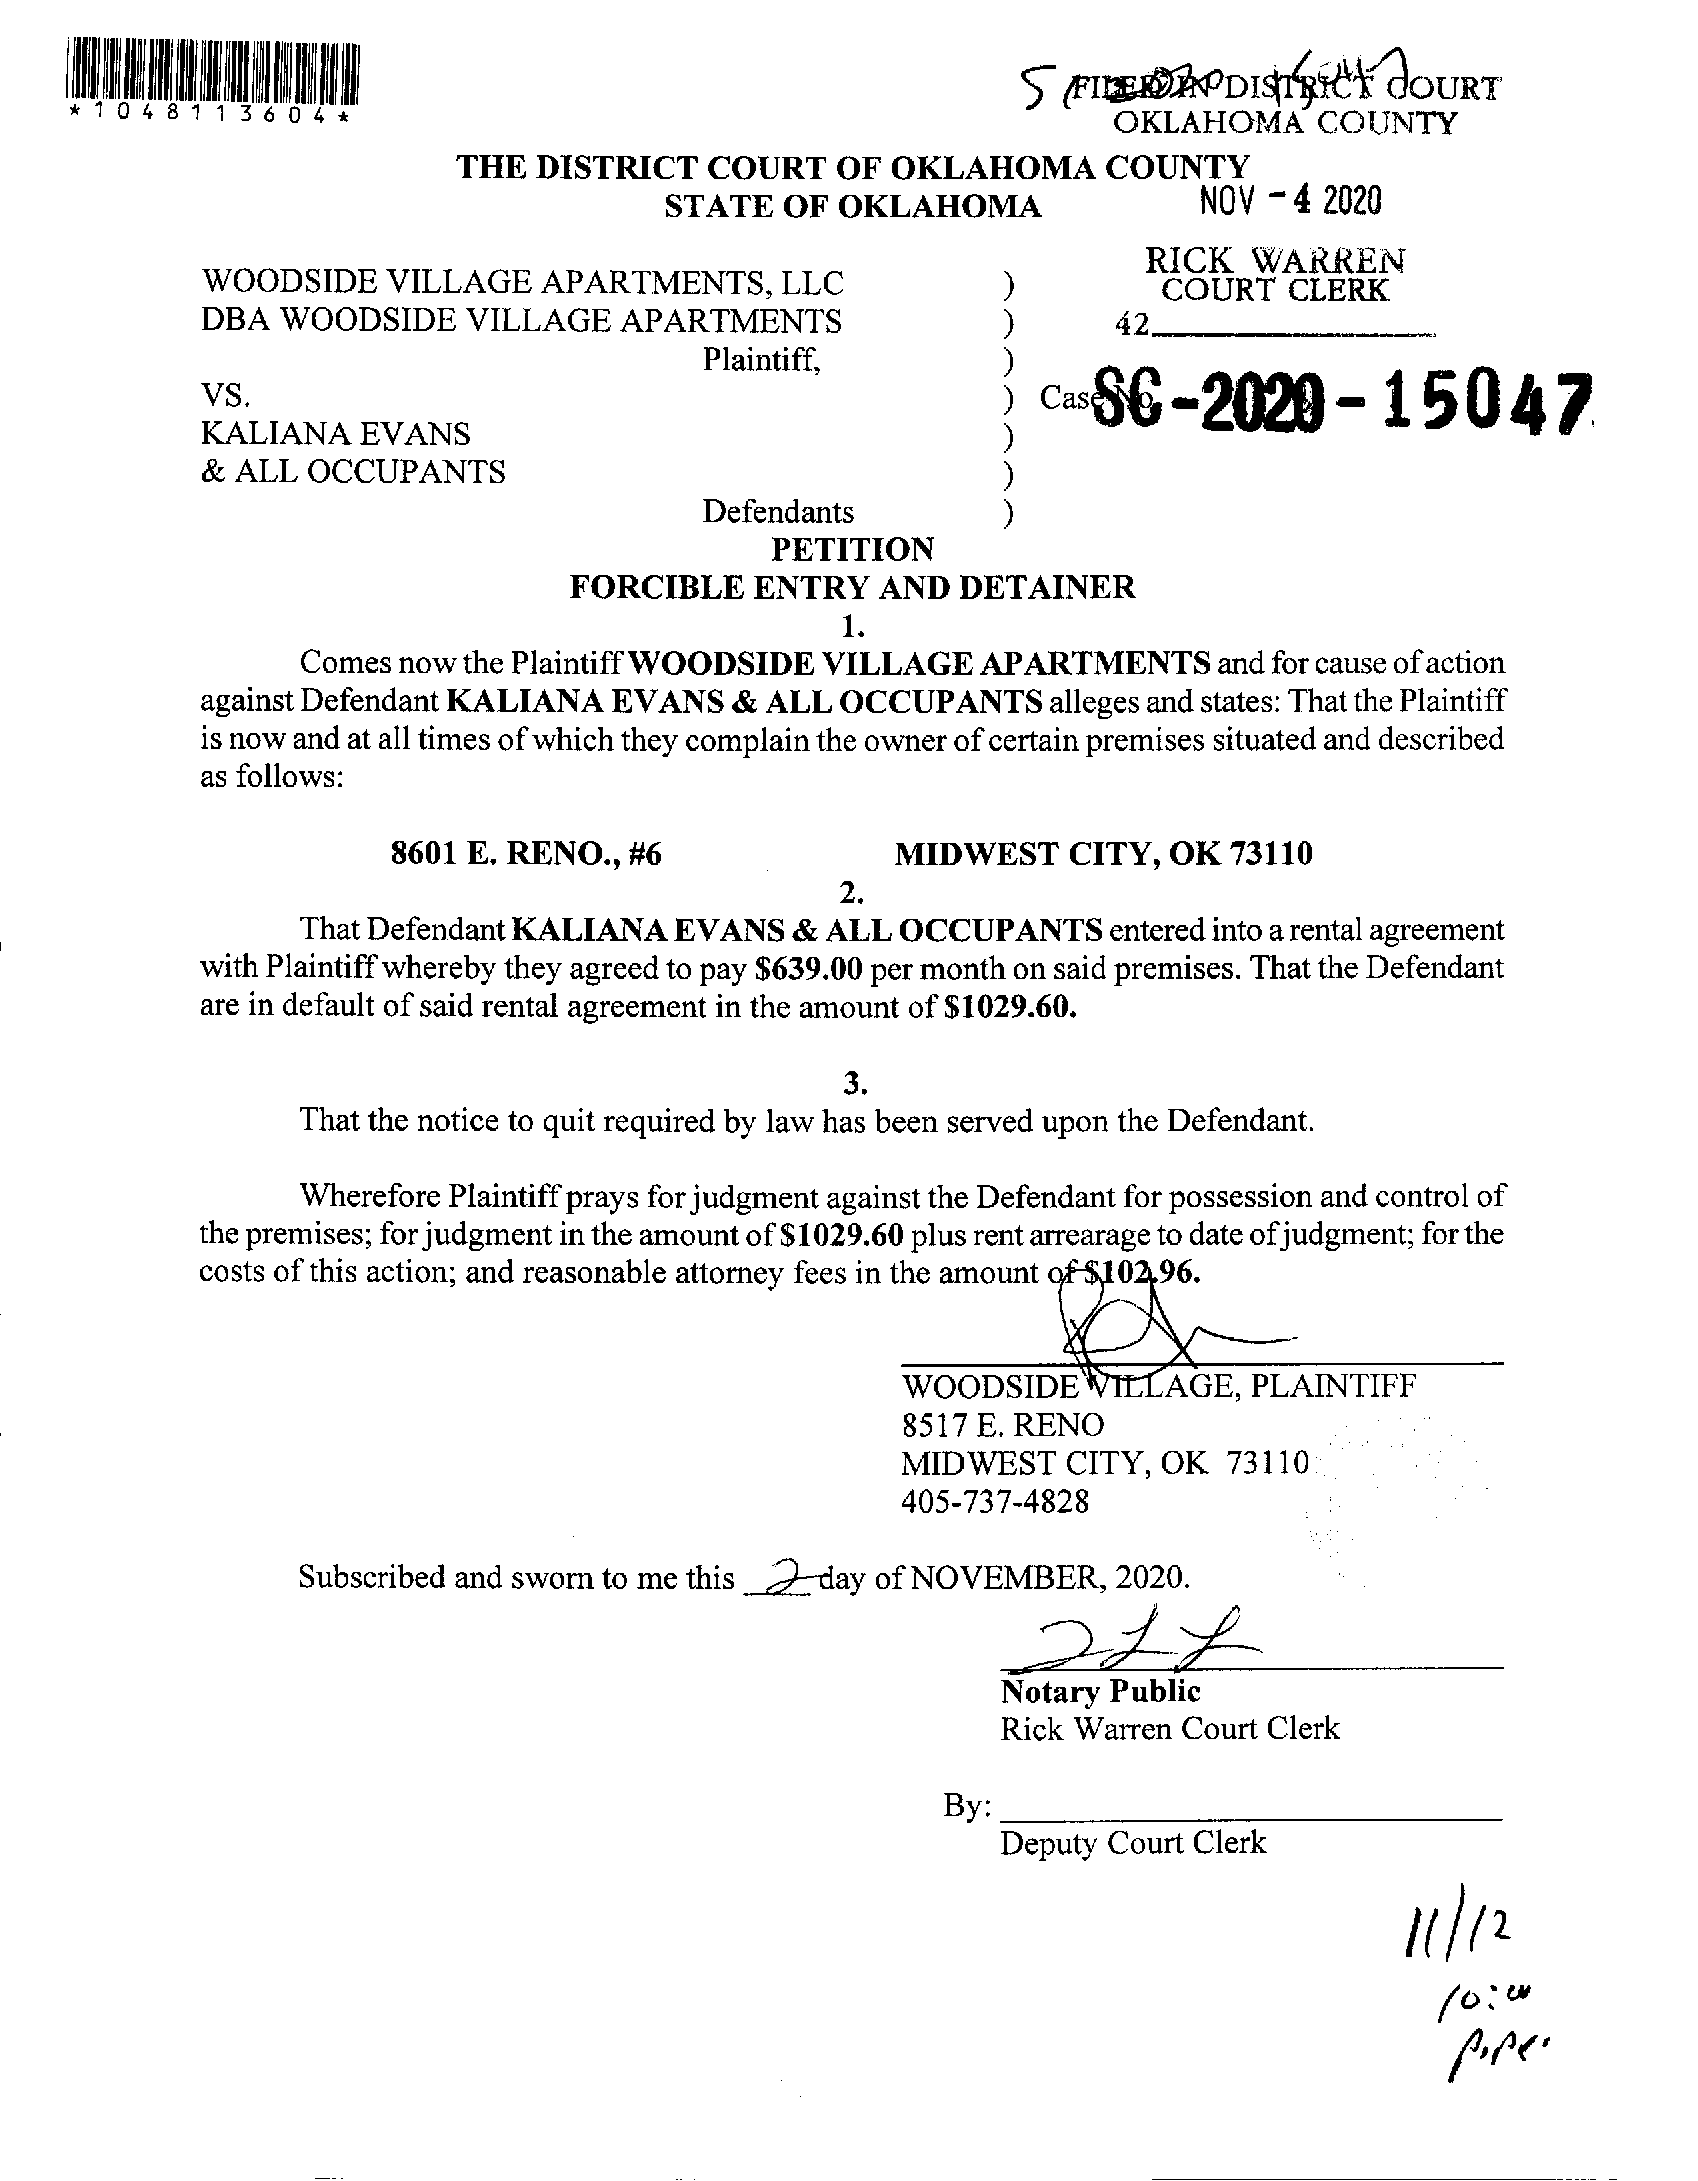 *1048113604*
FILED IN DISTRICT COURT
OKLAHOMA COUNTY
THE DISTRICT COURT OF OKLAHOMA COUNTY
STATE OF OKLAHOMA
NOV - 4 2020
RICK WARREN
COURT CLERK
42
WOODSIDE VILLAGE APARTMENTS, LLC )
DBA WOODSIDE VILLAGE APARTMENTS )
Plaintiff, )
VS. ) Case No. SC-2020-15047
KALIANA EVANS )
& ALL OCCUPANTS )
Defendants )
PETITION
FORCIBLE ENTRY AND DETAINER
1.
Comes now the Plaintiff WOODSIDE VILLAGE APARTMENTS and for cause of action
against Defendant KALIANA EVANS & ALL OCCUPANTS alleges and states: That the Plaintiff
is now and at all times of which they complain the owner of certain premises situated and described
as follows:
8601 E. RENO., #6 MIDWEST CITY, OK 73110
2.
That Defendant KALIANA EVANS & ALL OCCUPANTS entered into a rental agreement
with Plaintiff whereby they agreed to pay $639.00 per month on said premises. That the Defendant
are in default of said rental agreement in the amount of $1029.60.
3.
That the notice to quit required by law has been served upon the Defendant.
Wherefore Plaintiff prays for judgment against the Defendant for possession and control of
the premises; for judgment in the amount of $1029.60 plus rent arrearage to date of judgment; for the
costs of this action; and reasonable attorney fees in the amount of $102.96.
WOODSIDE VILLAGE, PLAINTIFF
8517 E. RENO
MIDWEST CITY, OK 73110
405-737-4828
Subscribed and sworn to me this 2 day of NOVEMBER, 2020.
Notary Public
Rick Warren Court Clerk
By:
Deputy Court Clerk
11/12
10:00